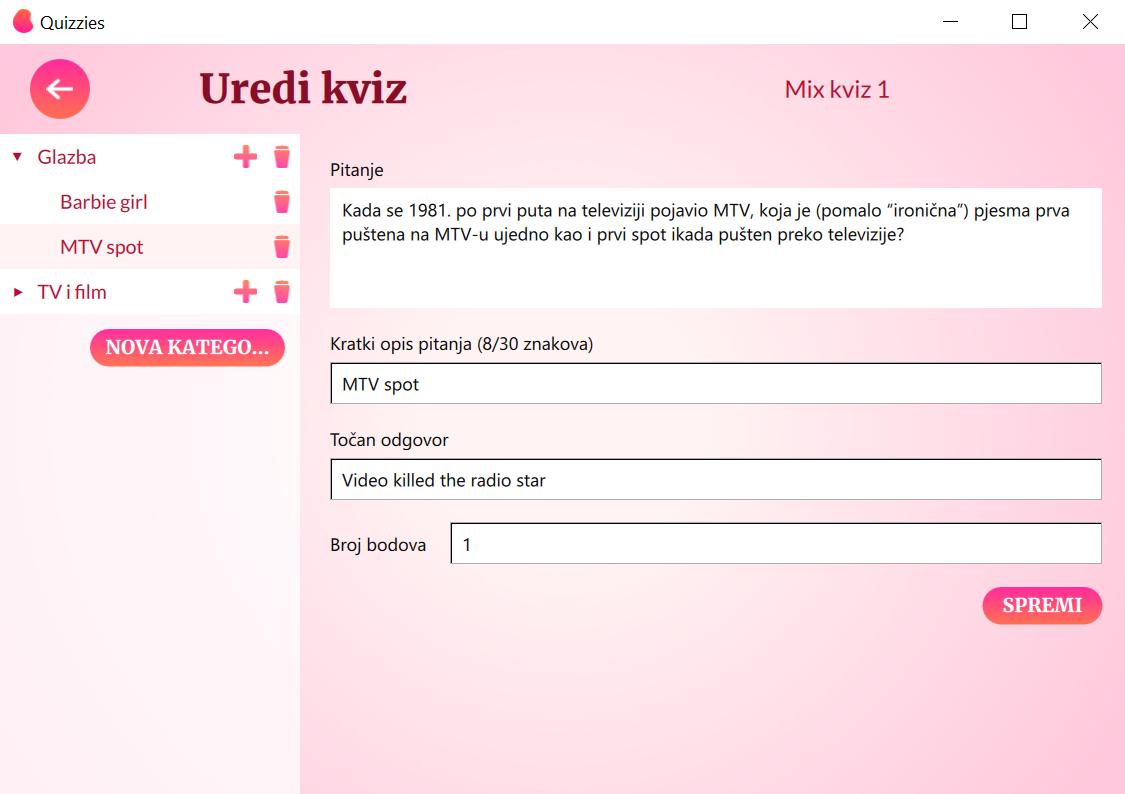 Quizzies
Uredi kviz
Mix kviz 1
Glazba
Barbie girl
MTV spot
TV i film
NOVA KATEGO...
Pitanje
Kada se 1981. po prvi puta na televiziji pojavio MTV, koja je (pomalo “ironična”) pjesma prva
puštena na MTV-u ujedno kao i prvi spot ikada pušten preko televizije?
Kratki opis pitanja (8/30 znakova)
MTV spot
Točan odgovor
Video killed the radio star
Broj bodova
1
SPREMI